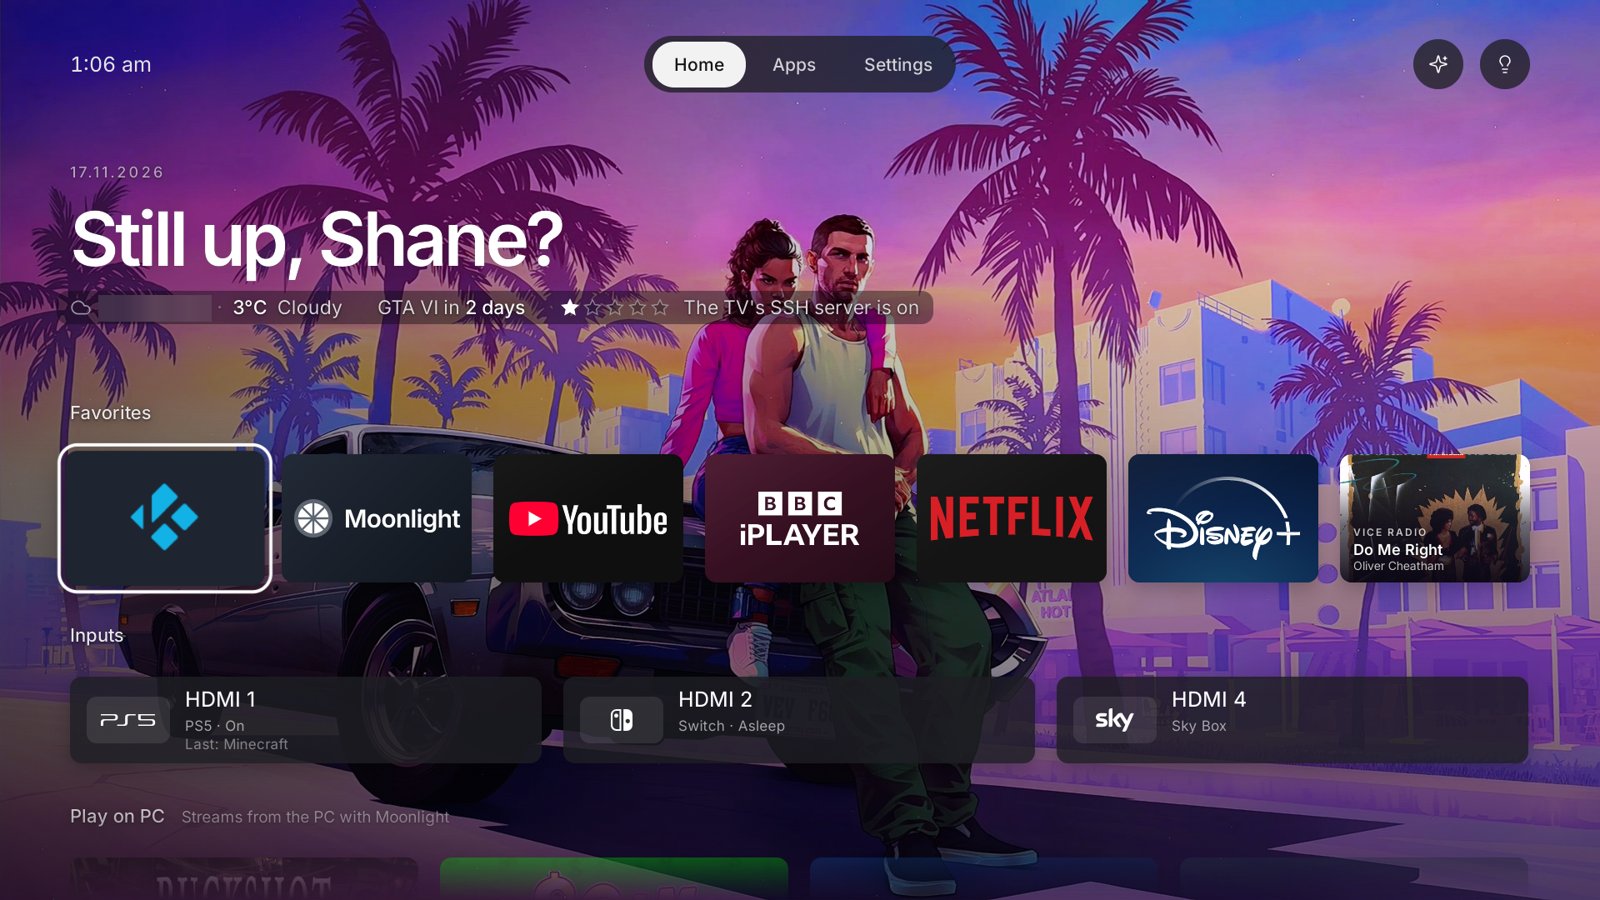 1:06 am
Home
Apps
Settings
17.11.2026
Still up, Shane?
· 3°C Cloudy
GTA VI in 2 days
The TV's SSH server is on
Favorites
Moonlight
YouTube
BBC
iPLAYER
NETFLIX
Disney+
VICE RADIO
Do Me Right
Oliver Cheatham
Inputs
PS5
HDMI 1
PS5 · On
Last: Minecraft
HDMI 2
Switch · Asleep
sky
HDMI 4
Sky Box
Play on PC
Streams from the PC with Moonlight
BUCKSHOT